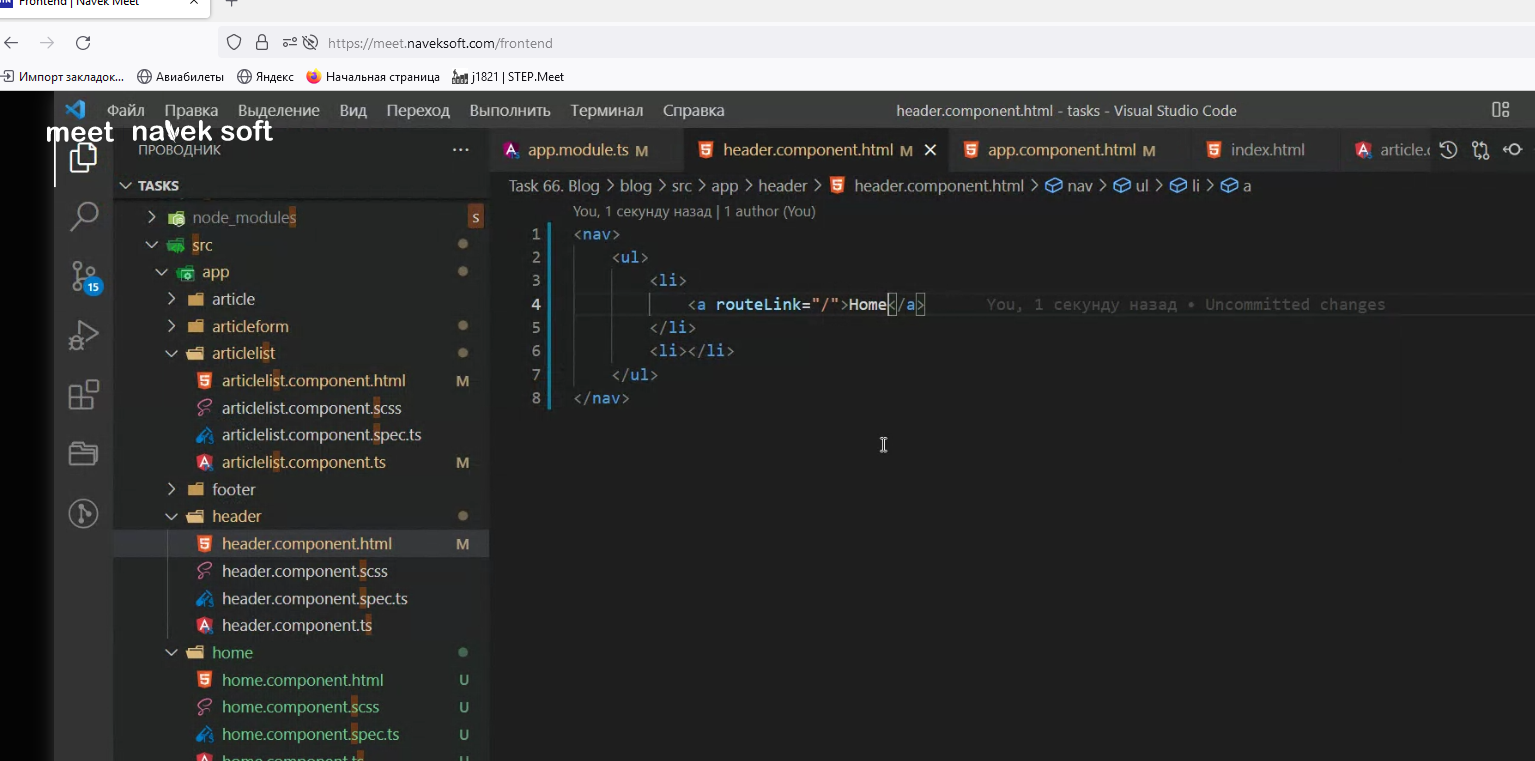 Frontend | Navek Meet
https://meet.naveksoft.com/frontend
Импорт закладок...
Авиабилеты
Яндекс
Начальная страница
j1821 | STEP.Meet
Файл Правка Выделение Вид Переход Выполнить Терминал Справка
header.component.html - tasks - Visual Studio Code
meet navek soft
ПРОВОДНИК
app.module.ts M
header.component.html M
app.component.html M
index.html
article.c
TASKS
Task 66. Blog > blog > src > app > header > header.component.html > nav > ul > li > a
You, 1 секунду назад | 1 author (You)
node_modules S
src
app
article
articleform
articlelist
articlelist.component.html M
articlelist.component.scss
articlelist.component.spec.ts
articlelist.component.ts M
footer
header
header.component.html M
header.component.scss
header.component.spec.ts
header.component.ts
home
home.component.html U
home.component.scss U
home.component.spec.ts U
home.component.ts U
15
1 <nav>
2 <ul>
3 <li>
4 <a routeLink="/">Home</a> You, 1 секунду назад • Uncommitted changes
5 </li>
6 <li></li>
7 </ul>
8 </nav>